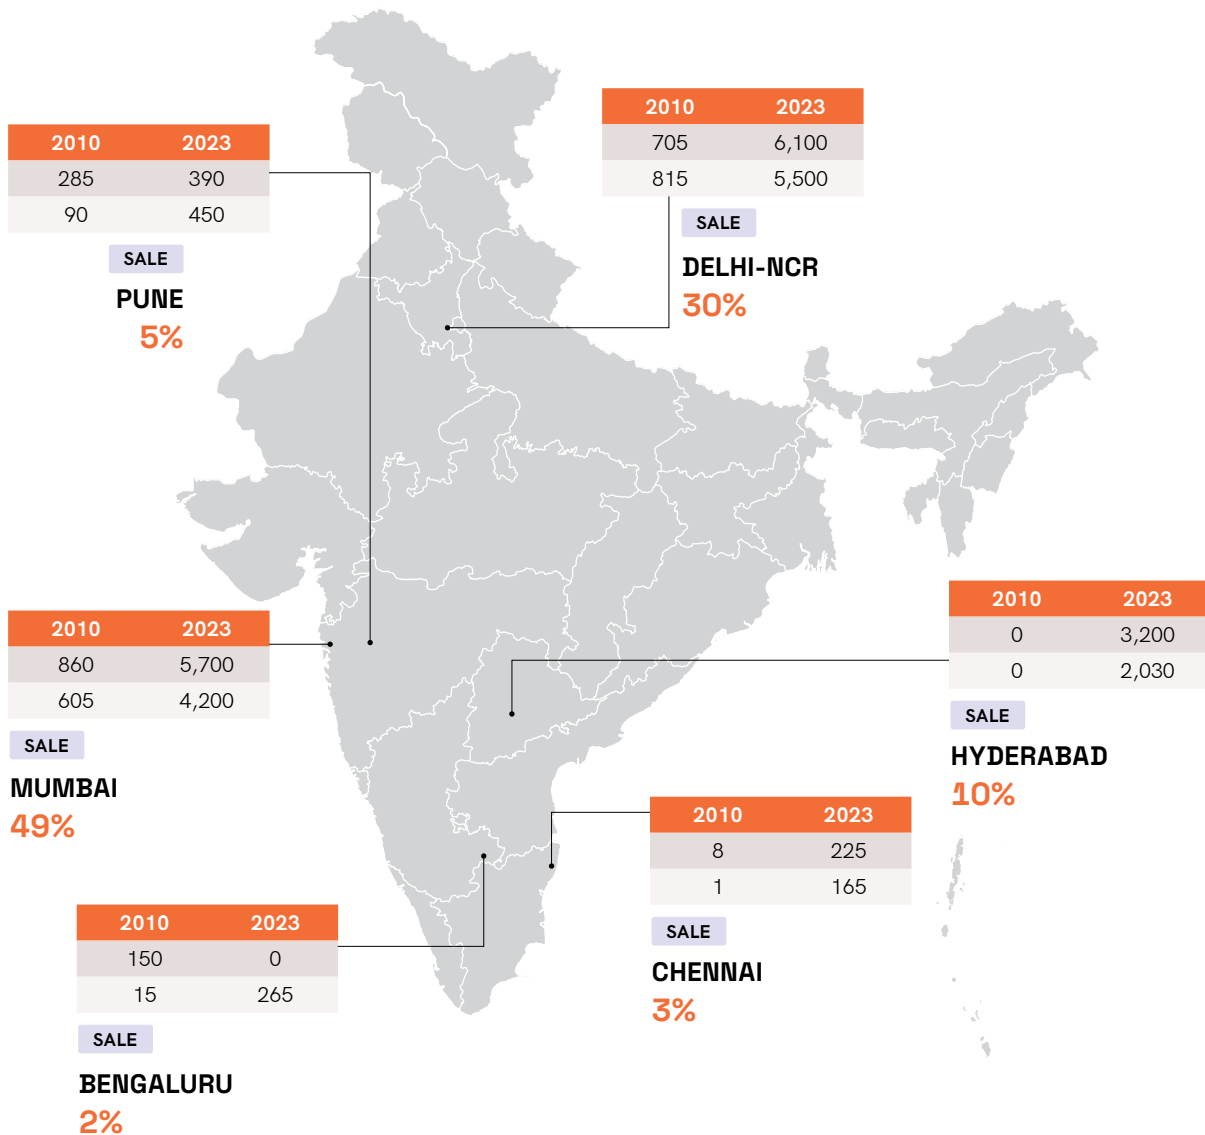 2010 2023
705 6,100
815 5,500
SALE
DELHI-NCR
30%
2010 2023
285 390
90 450
SALE
PUNE
5%
2010 2023
860 5,700
605 4,200
SALE
MUMBAI
49%
2010 2023
0 3,200
0 2,030
SALE
HYDERABAD
10%
2010 2023
8 225
1 165
SALE
CHENNAI
3%
2010 2023
150 0
15 265
SALE
BENGALURU
2%